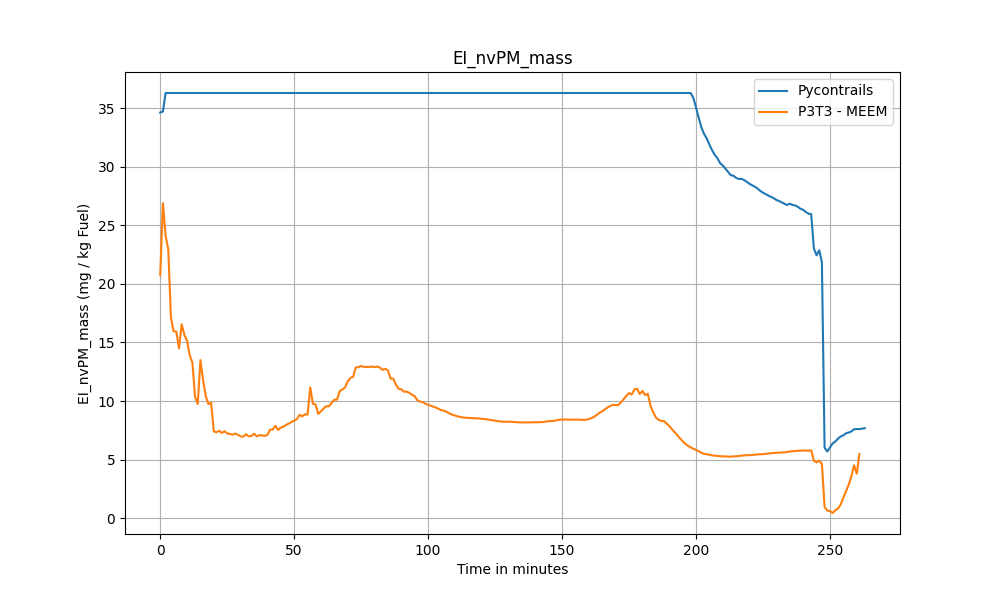 EI_nvPM_mass
Pycontrails
P3T3 - MEEM
EI_nvPM_mass (mg / kg Fuel)
35
30
25
20
15
10
5
0
0 50 100 150 200 250
Time in minutes